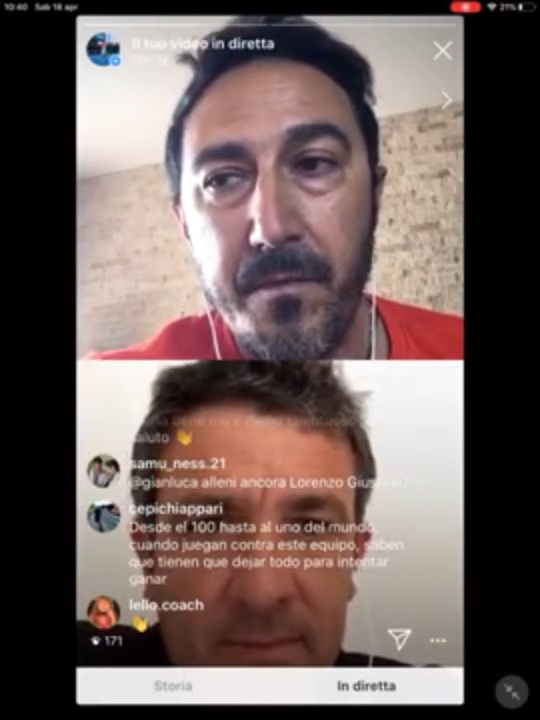 10:40 Sab 18 apr
21%
Il tuo video in diretta
saluto 👏
samu_ness.21
@gianluca alleni ancora Lorenzo
cepichiappari
Desde el 100 hasta al uno del mundo,
cuando juegan contra este equipo, saben
que tienen que dejar todo para intentar
ganar
lello.coach
👏
171
Storia
In diretta